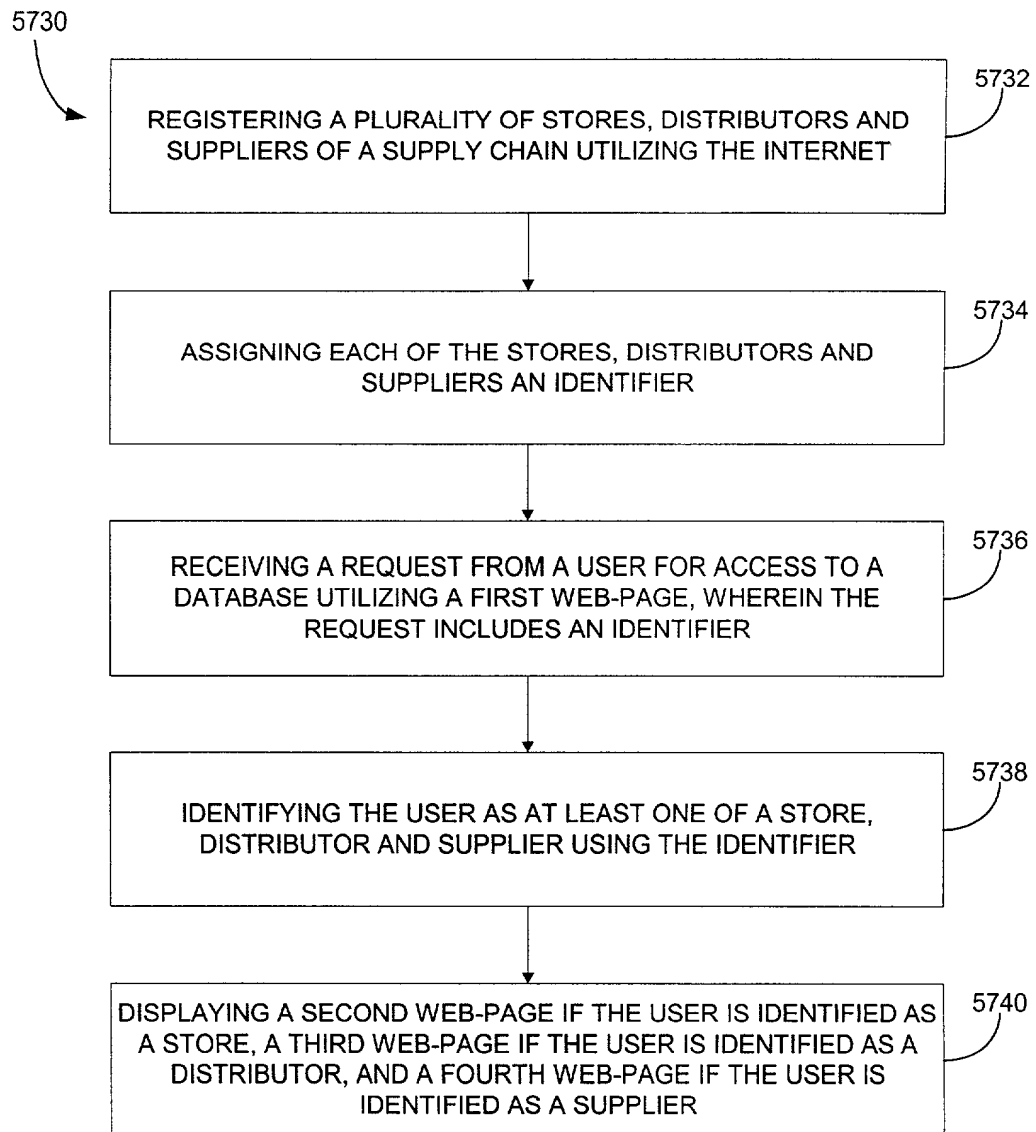 5730
5732
REGISTERING A PLURALITY OF STORES, DISTRIBUTORS AND
SUPPLIERS OF A SUPPLY CHAIN UTILIZING THE INTERNET
5734
ASSIGNING EACH OF THE STORES, DISTRIBUTORS AND
SUPPLIERS AN IDENTIFIER
5736
RECEIVING A REQUEST FROM A USER FOR ACCESS TO A
DATABASE UTILIZING A FIRST WEB-PAGE, WHEREIN THE
REQUEST INCLUDES AN IDENTIFIER
5738
IDENTIFYING THE USER AS AT LEAST ONE OF A STORE,
DISTRIBUTOR AND SUPPLIER USING THE IDENTIFIER
5740
DISPLAYING A SECOND WEB-PAGE IF THE USER IS IDENTIFIED AS
A STORE, A THIRD WEB-PAGE IF THE USER IS IDENTIFIED AS A
DISTRIBUTOR, AND A FOURTH WEB-PAGE IF THE USER IS
IDENTIFIED AS A SUPPLIER